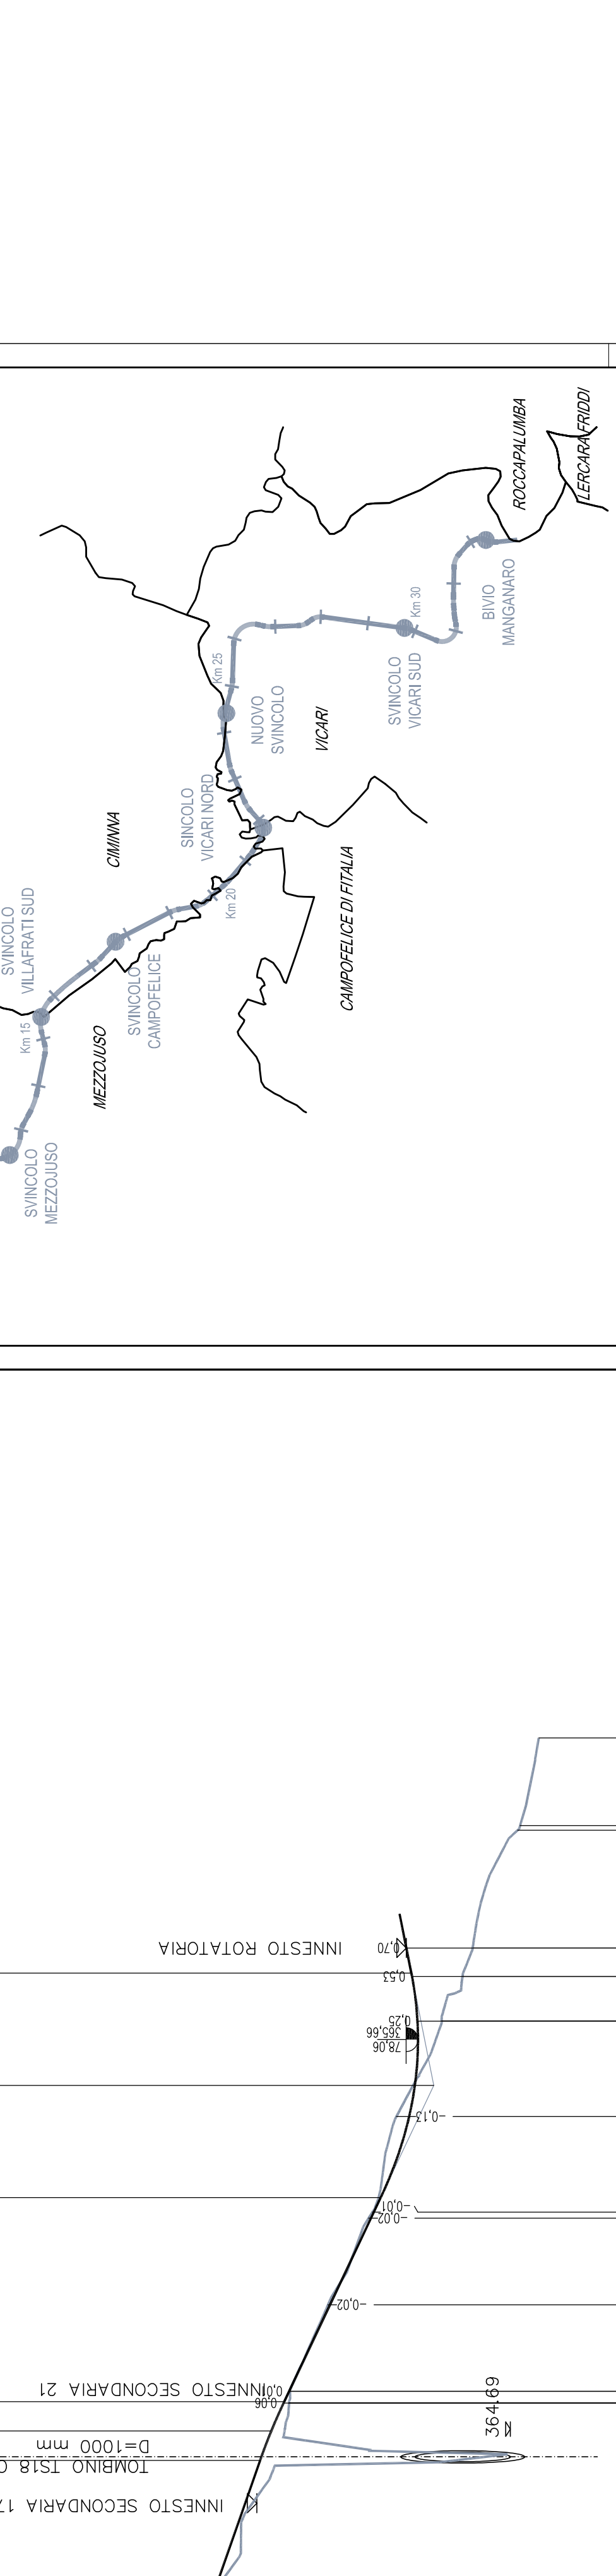 ROCCAPALUMBA
LERCARA FRIDDI
BIVIO
MANGANARO
Km 30
SVINCOLO
VICARI SUD
Km 25
NUOVO
SVINCOLO
VICARI
SINCOLO
VICARI NORD
CIMINNA
Km 20
CAMPOFELICE DI FITALIA
SVINCOLO
VILLAFRATI SUD
SVINCOLO
CAMPOFELICE
Km 15
MEZZOJUSO
SVINCOLO
MEZZOJUSO
INNESTO ROTATORIA
0,70
0,53
0,25
365,66
78,06
-0,13
-0,01
-0,02
-0,02
INNESTO SECONDARIA 21
0,01
0,06
364.69
D=1000 mm
TOMBINO TS18
INNESTO SECONDARIA 17